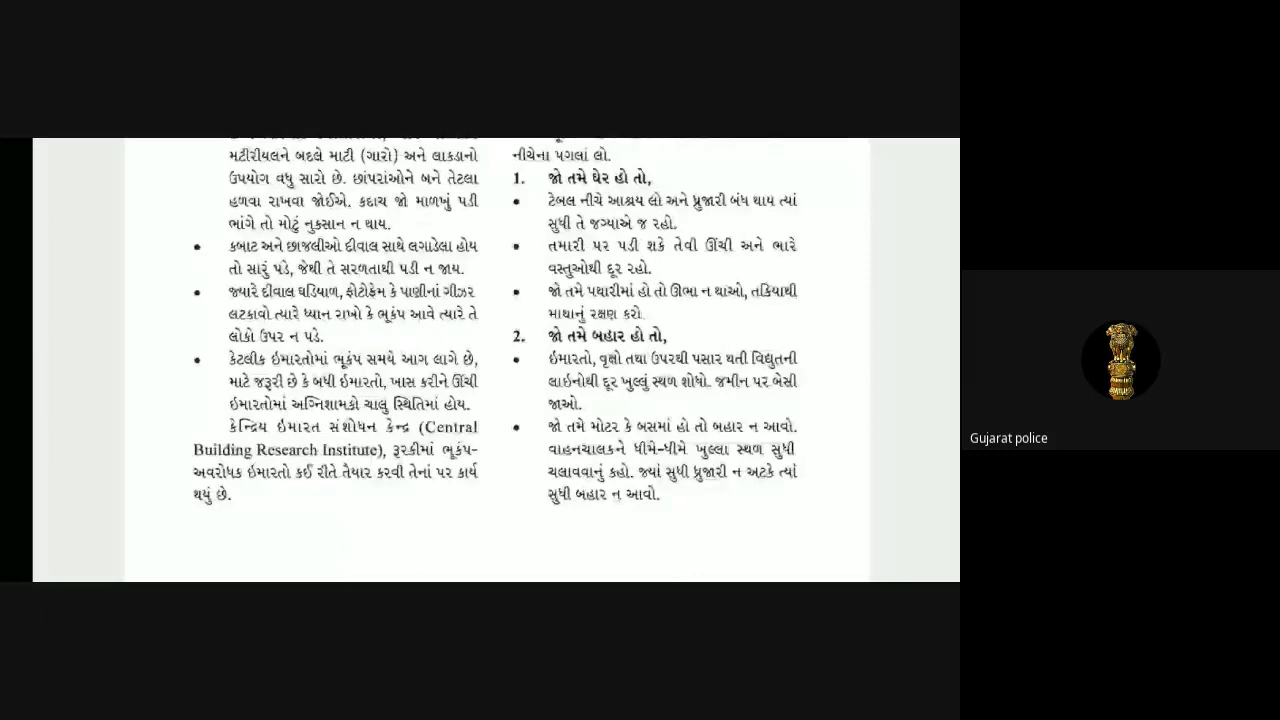 મટીરીયલને બદલે માટી (ગારો) અને લાકડાનો
ઉપયોગ વધુ સારો છે. છાંપરાંઓને બને તેટલા
હળવા રાખવા જોઈએ. કદાચ જો માળખું પડી
ભાંગે તો મોટું નુકસાન ન થાય.
• કબાટ અને છાજલીઓ દીવાલ સાથે લગાડેલા હોય
તો સારું પડે, જેથી તે સરળતાથી પડી ન જાય.
• જ્યારે દીવાલ ઘડિયાળ, ફોટોફ્રેમ કે પાણીનાં ગીઝર
લટકાવો ત્યારે ધ્યાન રાખો કે ભૂકંપ આવે ત્યારે તે
લોકો ઉપર ન પડે.
• કેટલીક ઇમારતોમાં ભૂકંપ સમયે આગ લાગે છે,
માટે જરૂરી છે કે બધી ઈમારતો, ખાસ કરીને ઊંચી
ઇમારતોમાં અગ્નિશામકો ચાલુ સ્થિતિમાં હોય.
કેન્દ્રિય ઇમારત સંશોધન કેન્દ્ર (Central
Building Research Institute), રૂરકીમાં ભૂકંપ-
અવરોધક ઇમારતો કઈ રીતે તૈયાર કરવી તેનાં પર કાર્ય
થયું છે.
નીચેના પગલાં લો.
1. જો તમે ઘેર હો તો,
• ટેબલ નીચે આશ્રય લો અને ધ્રુજારી બંધ થાય ત્યાં
સુધી તે જગ્યાએ જ રહો.
• તમારી પર પડી શકે તેવી ઊંચી અને ભારે
વસ્તુઓથી દૂર રહો.
• જો તમે પથારીમાં હો તો ઊભા ન થાઓ, તકિયાથી
માથાનું રક્ષણ કરો.
2. જો તમે બહાર હો તો,
• ઇમારતો, વૃક્ષો તથા ઉપરથી પસાર થતી વિદ્યુતની
લાઇનોથી દૂર ખુલ્લું સ્થળ શોધો. જમીન પર બેસી
જાઓ.
• જો તમે મોટર કે બસમાં હો તો બહાર ન આવો.
વાહનચાલકને ધીમે-ધીમે ખુલ્લા સ્થળ સુધી
ચલાવવાનું કહો. જ્યાં સુધી ધ્રુજારી ન અટકે ત્યાં
સુધી બહાર ન આવો.
Gujarat police